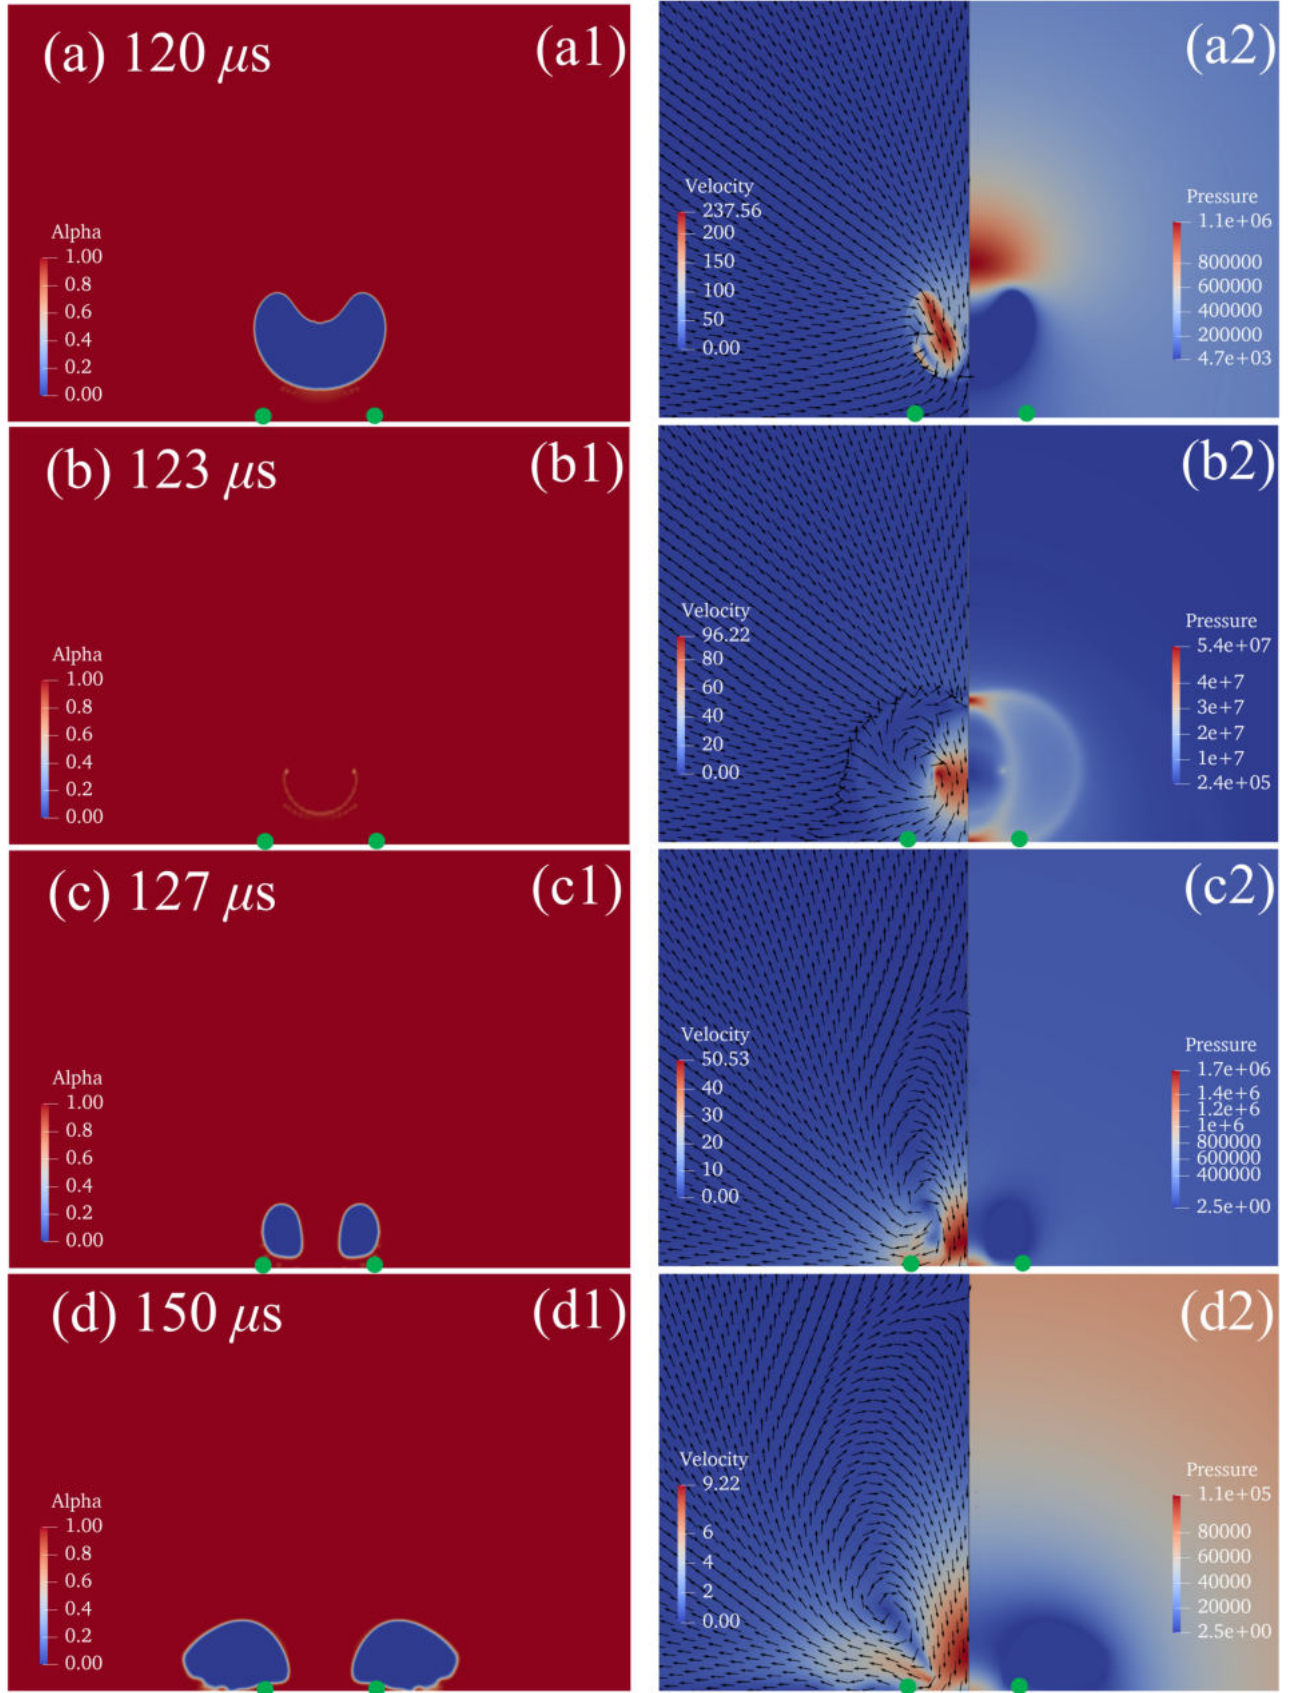 (a) 120 μs (a1)
Alpha
1.00
0.8
0.6
0.4
0.2
0.00
(a2)
Velocity
237.56
200
150
100
50
0.00
Pressure
1.1e+06
800000
600000
400000
200000
4.7e+03
(b) 123 μs (b1)
Alpha
1.00
0.8
0.6
0.4
0.2
0.00
(b2)
Velocity
96.22
80
60
40
20
0.00
Pressure
5.4e+07
4e+7
3e+7
2e+7
1e+7
2.4e+05
(c) 127 μs (c1)
Alpha
1.00
0.8
0.6
0.4
0.2
0.00
(c2)
Velocity
50.53
40
30
20
10
0.00
Pressure
1.7e+06
1.4e+6
1.2e+6
1e+6
800000
600000
400000
2.5e+00
(d) 150 μs (d1)
Alpha
1.00
0.8
0.6
0.4
0.2
0.00
(d2)
Velocity
9.22
6
4
2
0.00
Pressure
1.1e+05
80000
60000
40000
20000
2.5e+00